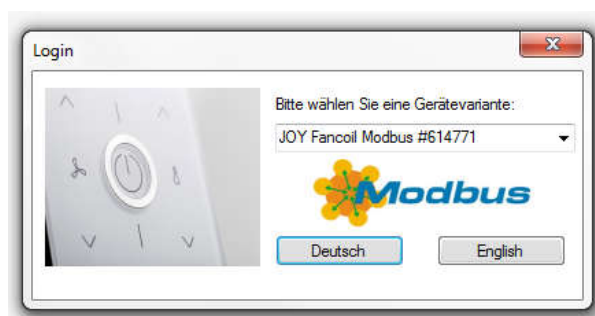 Login
Bitte wählen Sie eine Gerätevariante:
JOY Fancoil Modbus #614771
Modbus
Deutsch
English